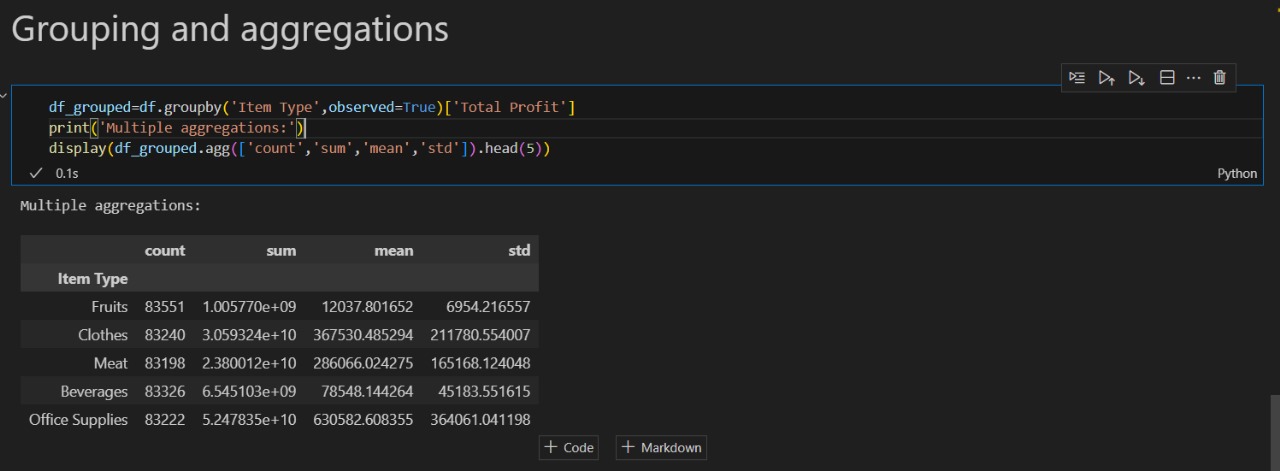 Grouping and aggregations
df_grouped=df.groupby('Item Type',observed=True)['Total Profit']
print('Multiple aggregations:')
display(df_grouped.agg(['count','sum','mean','std']).head(5))
0.1s Python
Multiple aggregations:
count sum mean std
Item Type
Fruits 83551 1.005770e+09 12037.801652 6954.216557
Clothes 83240 3.059324e+10 367530.485294 211780.554007
Meat 83198 2.380012e+10 286066.024275 165168.124048
Beverages 83326 6.545103e+09 78548.144264 45183.551615
Office Supplies 83222 5.247835e+10 630582.608355 364061.041198
+ Code + Markdown